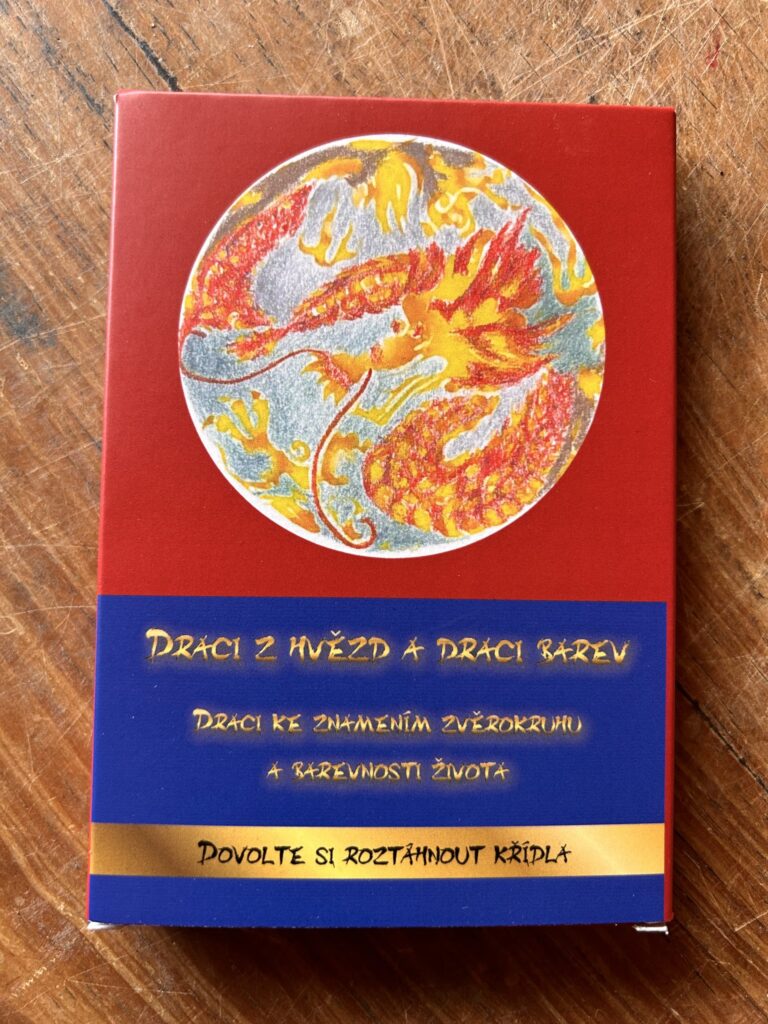 Draci z hvězd a draci barev
Draci ke znamením zvěrokruhu
a barevnosti života
Dovolte si roztáhnout křídla